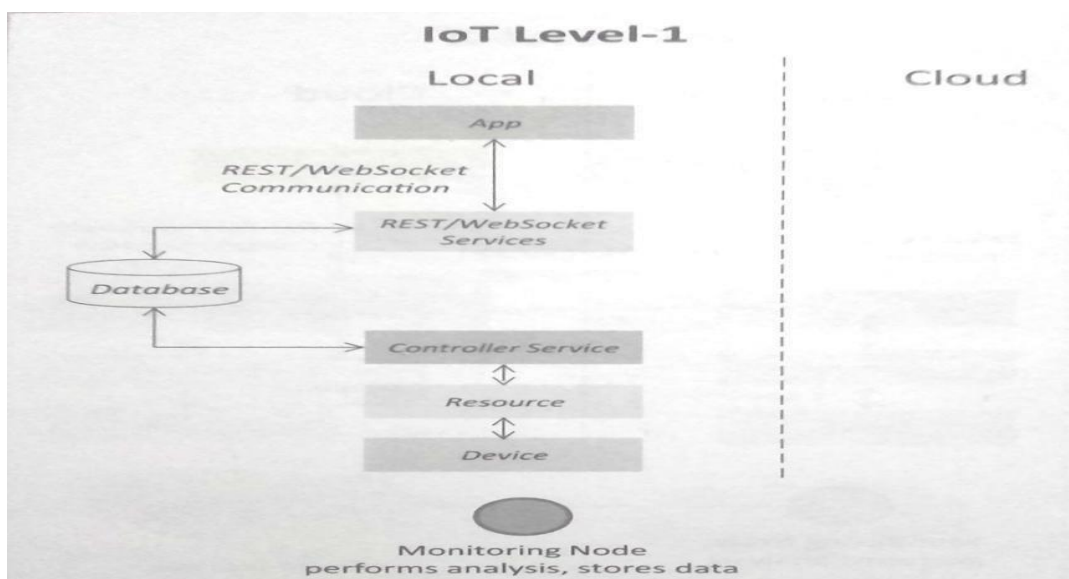 IoT Level-1
Local
Cloud
App
REST/WebSocket
Communication
REST/WebSocket
Services
Database
Controller Service
Resource
Device
Monitoring Node
performs analysis, stores data